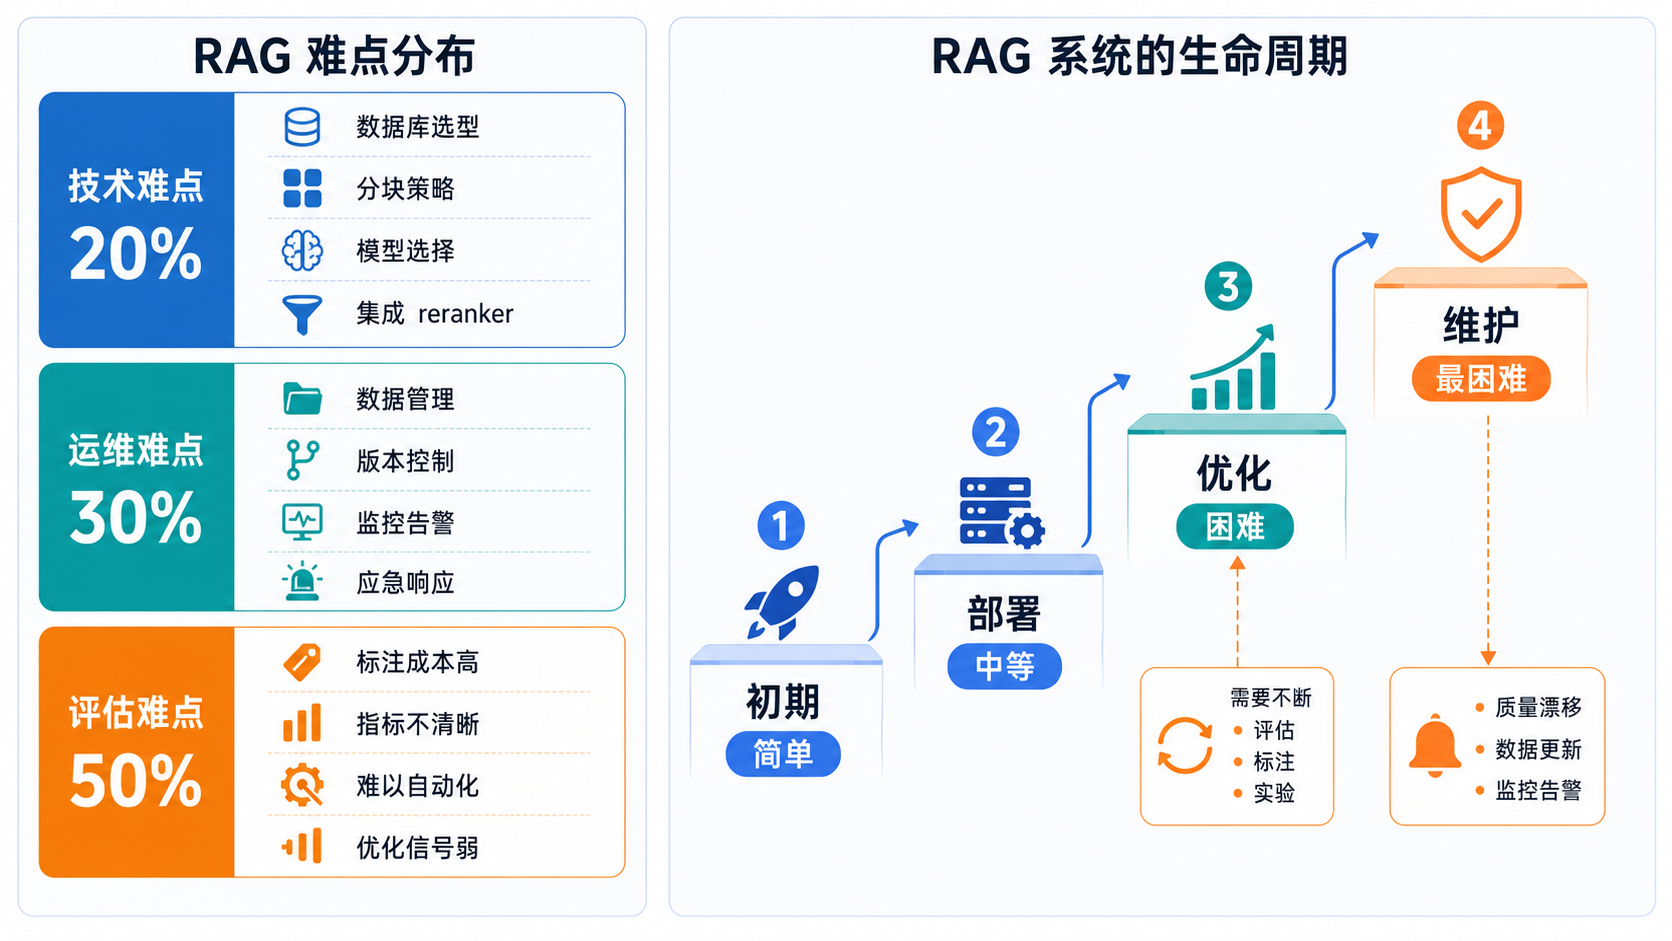 RAG 难点分布
技术难点
20%
数据库选型
分块策略
模型选择
集成 reranker
运维难点
30%
数据管理
版本控制
监控告警
应急响应
评估难点
50%
标注成本高
指标不清晰
难以自动化
优化信号弱
RAG 系统的生命周期
1
初期
简单
2
部署
中等
3
优化
困难
需要不断
• 评估
• 标注
• 实验
4
维护
最困难
• 质量漂移
• 数据更新
• 监控告警